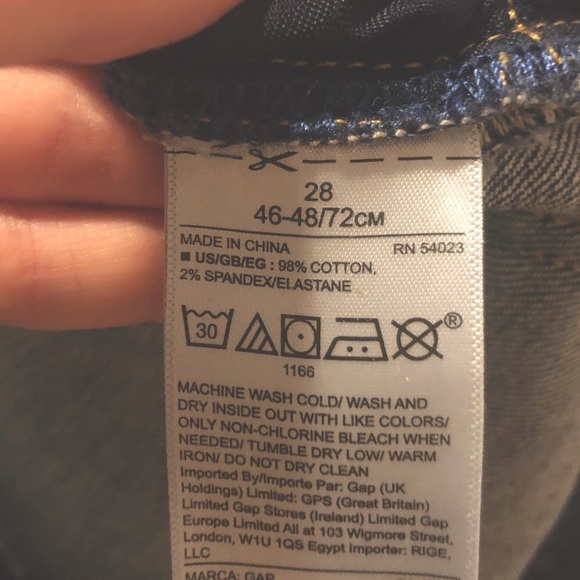 28
46-48/72CM
MADE IN CHINA RN 54023
■ US/GB/EG : 98% COTTON,
2% SPANDEX/ELASTANE
30 ®
1166
MACHINE WASH COLD/ WASH AND
DRY INSIDE OUT WITH LIKE COLORS/
ONLY NON-CHLORINE BLEACH WHEN
NEEDED/ TUMBLE DRY LOW/ WARM
IRON/ DO NOT DRY CLEAN
Imported By/Importe Par: Gap (UK
Holdings) Limited: GPS (Great Britain)
Limited Gap Stores (Ireland) Limited Gap
Europe Limited All at 103 Wigmore Street,
London, W1U 1QS Egypt Importer: RIGE,
LLC
MARCA: GAP